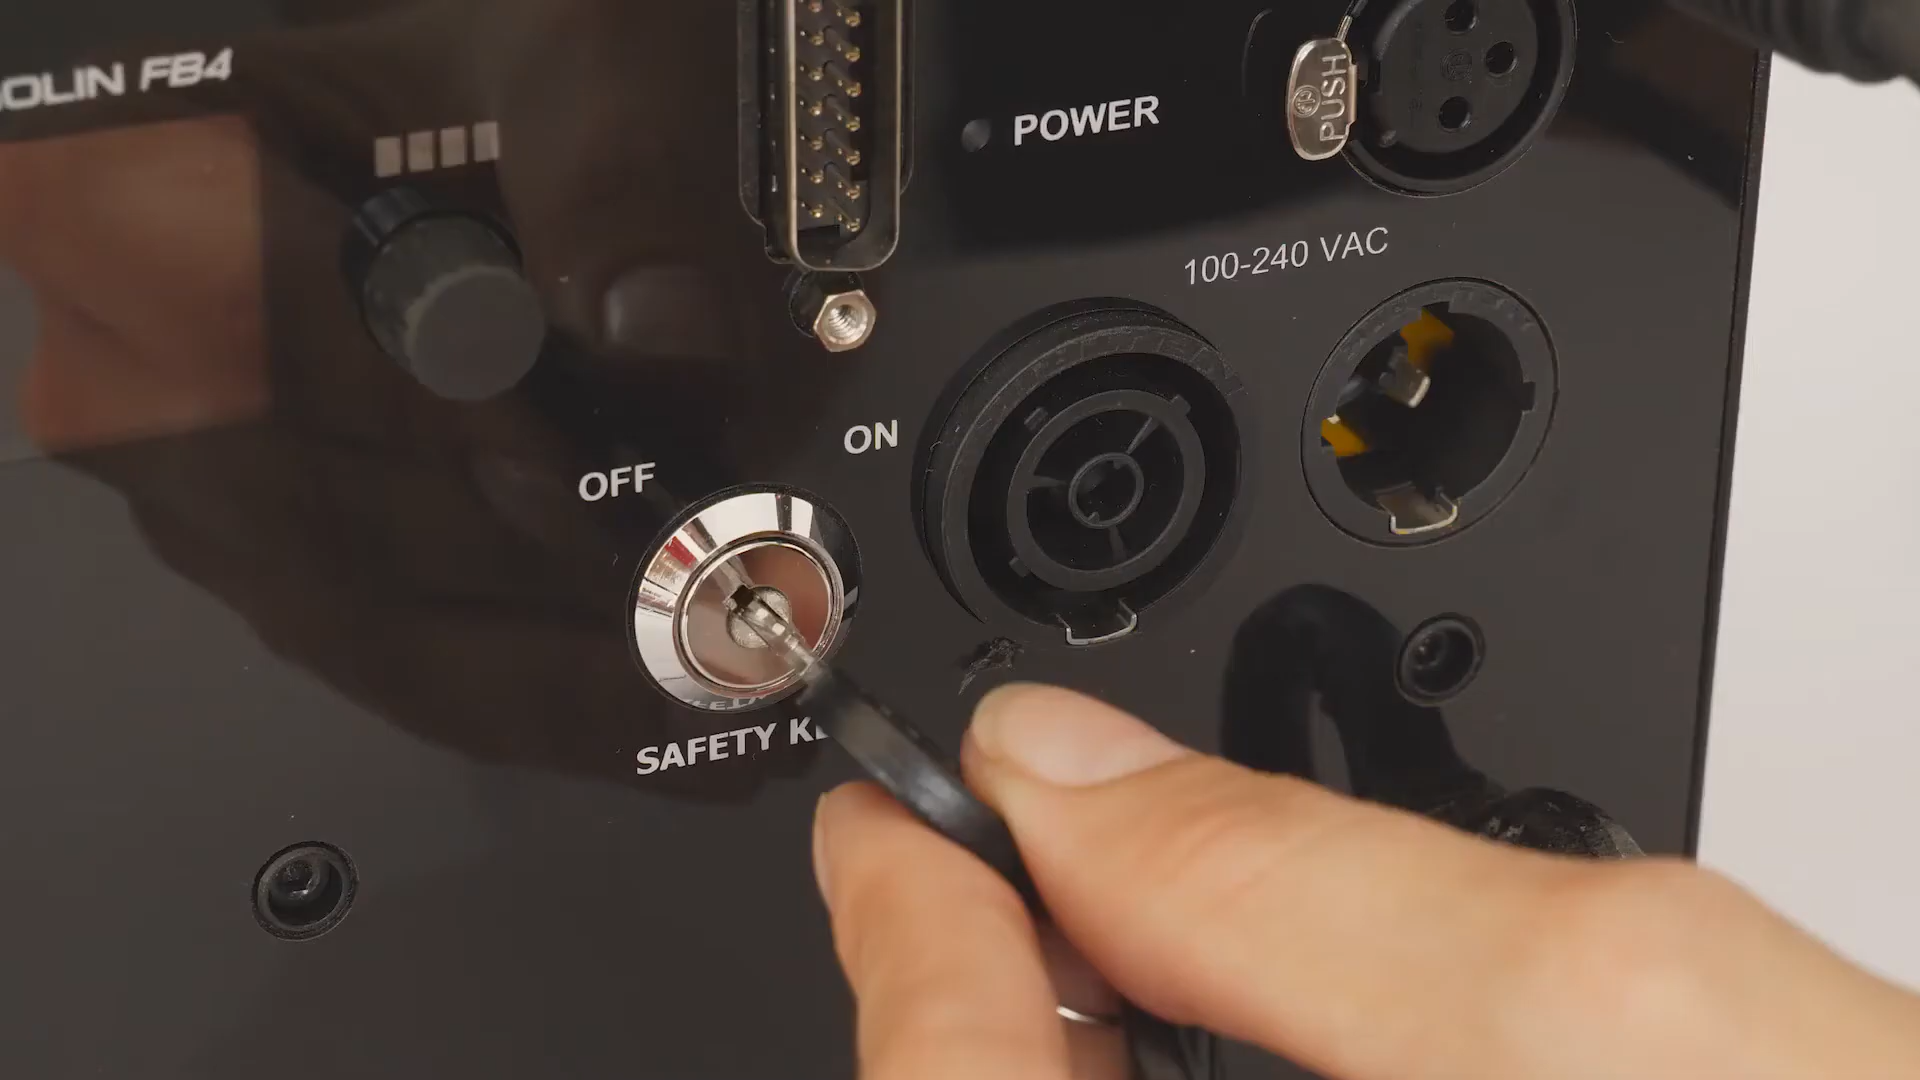 OLIN FB4
POWER
PUSH
100-240 VAC
ON
OFF
SAFETY